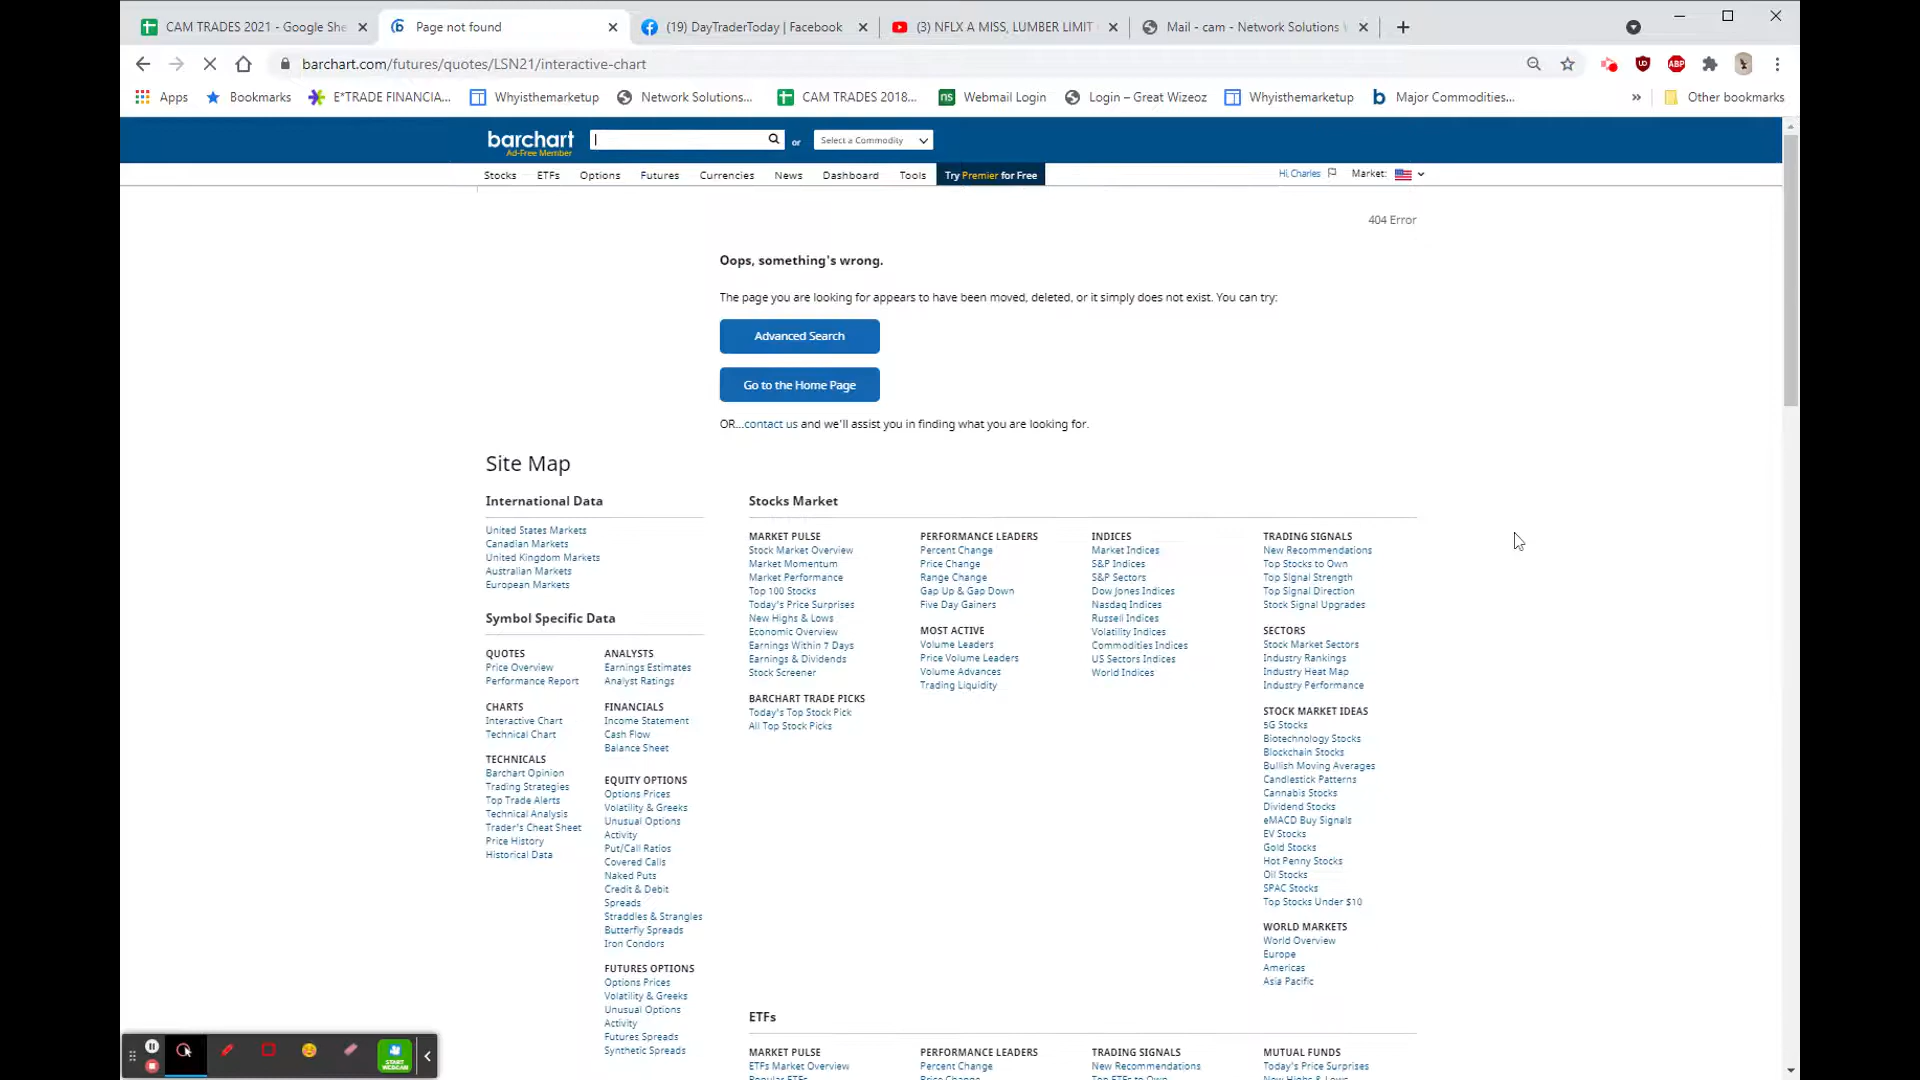 CAM TRADES 2021 - Google She
Page not found
(19) DayTraderToday | Facebook
(3) NFLX A MISS, LUMBER LIMIT
Mail - cam - Network Solutions
barchart.com/futures/quotes/LSN21/interactive-chart
Apps
Bookmarks
E*TRADE FINANCIA...
Whyisthemarketup
Network Solutions...
CAM TRADES 2018...
Webmail Login
Login – Great Wizeoz
Whyisthemarketup
Major Commodities...
Other bookmarks
barchart
Ad-Free Member
or
Select a Commodity
Stocks
ETFs
Options
Futures
Currencies
News
Dashboard
Tools
Try Premier for Free
Hi, Charles
Market:
404 Error
Oops, something's wrong.
The page you are looking for appears to have been moved, deleted, or it simply does not exist. You can try:
Advanced Search
Go to the Home Page
OR...contact us and we'll assist you in finding what you are looking for.
Site Map
International Data
United States Markets
Canadian Markets
United Kingdom Markets
Australian Markets
European Markets
Symbol Specific Data
QUOTES
Price Overview
Performance Report
CHARTS
Interactive Chart
Technical Chart
TECHNICALS
Barchart Opinion
Trading Strategies
Top Trade Alerts
Technical Analysis
Trader's Cheat Sheet
Price History
Historical Data
ANALYSTS
Earnings Estimates
Analyst Ratings
FINANCIALS
Income Statement
Cash Flow
Balance Sheet
EQUITY OPTIONS
Options Prices
Volatility & Greeks
Unusual Options
Activity
Put/Call Ratios
Covered Calls
Naked Puts
Credit & Debit
Spreads
Straddles & Strangles
Butterfly Spreads
Iron Condors
FUTURES OPTIONS
Options Prices
Volatility & Greeks
Unusual Options
Activity
Futures Spreads
Synthetic Spreads
Stocks Market
MARKET PULSE
Stock Market Overview
Market Momentum
Market Performance
Top 100 Stocks
Today's Price Surprises
New Highs & Lows
Economic Overview
Earnings Within 7 Days
Earnings & Dividends
Stock Screener
BARCHART TRADE PICKS
Today's Top Stock Pick
All Top Stock Picks
PERFORMANCE LEADERS
Percent Change
Price Change
Range Change
Gap Up & Gap Down
Five Day Gainers
MOST ACTIVE
Volume Leaders
Price Volume Leaders
Volume Advances
Trading Liquidity
INDICES
Market Indices
S&P Indices
S&P Sectors
Dow Jones Indices
Nasdaq Indices
Russell Indices
Volatility Indices
Commodities Indices
US Sectors Indices
World Indices
TRADING SIGNALS
New Recommendations
Top Stocks to Own
Top Signal Strength
Top Signal Direction
Stock Signal Upgrades
SECTORS
Stock Market Sectors
Industry Rankings
Industry Heat Map
Industry Performance
STOCK MARKET IDEAS
5G Stocks
Biotechnology Stocks
Blockchain Stocks
Bullish Moving Averages
Candlestick Patterns
Cannabis Stocks
Dividend Stocks
eMACD Buy Signals
EV Stocks
Gold Stocks
Hot Penny Stocks
Oil Stocks
SPAC Stocks
Top Stocks Under $10
WORLD MARKETS
World Overview
Europe
Americas
Asia Pacific
ETFs
MARKET PULSE
ETFs Market Overview
Popular ETFs
PERFORMANCE LEADERS
Percent Change
Price Change
TRADING SIGNALS
New Recommendations
Top ETFs to Own
MUTUAL FUNDS
Today's Price Surprises
New Highs & Lows
START
WEBCAM